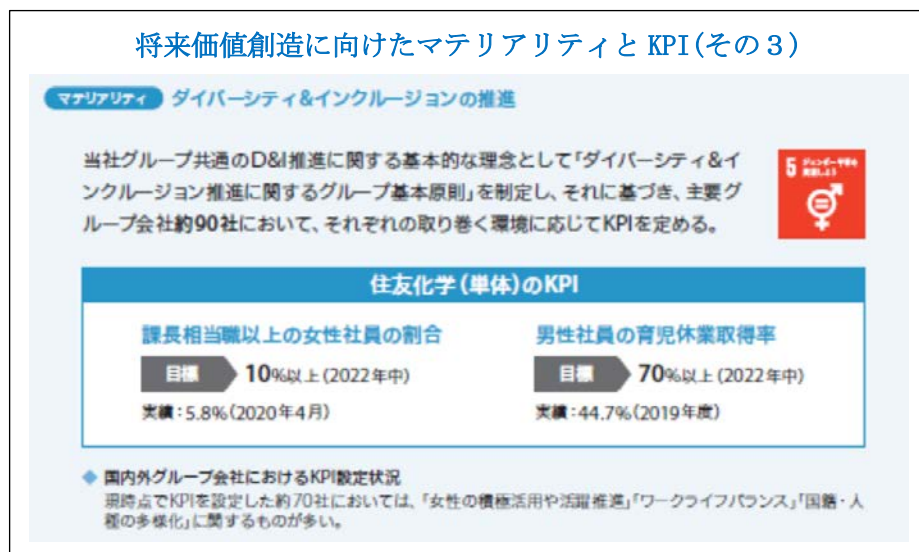 将来価値創造に向けたマテリアリティとKPI(その３)
マテリアリティ ダイバーシティ&インクルージョンの推進
当社グループ共通のD&I推進に関する基本的な理念として「ダイバーシティ&イ
ンクルージョン推進に関するグループ基本原則」を制定し、それに基づき、主要グ
ループ会社約90社において、それぞれの取り巻く環境に応じてKPIを定める。
5 ジェンダー平等を
実現しよう
住友化学(単体)のKPI
課長相当職以上の女性社員の割合
目標 10%以上(2022年中)
実績:5.8%(2020年4月)
男性社員の育児休業取得率
目標 70%以上(2022年中)
実績:44.7%(2019年度)
◆ 国内外グループ会社におけるKPI設定状況
現時点でKPIを設定した約70社においては、「女性の積極活用や活躍推進」「ワークライフバランス」「国籍・人
種の多様化」に関するものが多い。